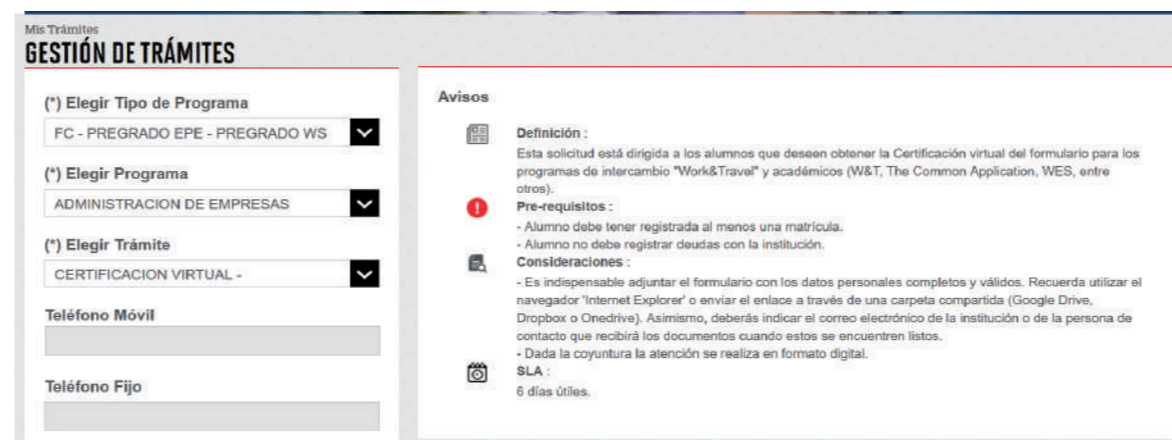 Mis Trámites
GESTIÓN DE TRÁMITES
(*) Elegir Tipo de Programa
FC - PREGRADO EPE - PREGRADO WS
(*) Elegir Programa
ADMINISTRACION DE EMPRESAS
(*) Elegir Trámite
CERTIFICACION VIRTUAL -
Teléfono Móvil
Teléfono Fijo
Avisos
Definición :
Esta solicitud está dirigida a los alumnos que deseen obtener la Certificación virtual del formulario para los
programas de intercambio "Work&Travel" y académicos (W&T, The Common Application, WES, entre
otros).
Pre-requisitos :
- Alumno debe tener registrada al menos una matrícula.
- Alumno no debe registrar deudas con la institución.
Consideraciones :
- Es indispensable adjuntar el formulario con los datos personales completos y válidos. Recuerda utilizar el
navegador 'Internet Explorer' o enviar el enlace a través de una carpeta compartida (Google Drive,
Dropbox o Onedrive). Asimismo, deberás indicar el correo electrónico de la institución o de la persona de
contacto que recibirá los documentos cuando estos se encuentren listos.
- Dada la coyuntura la atención se realiza en formato digital.
SLA :
6 días útiles.